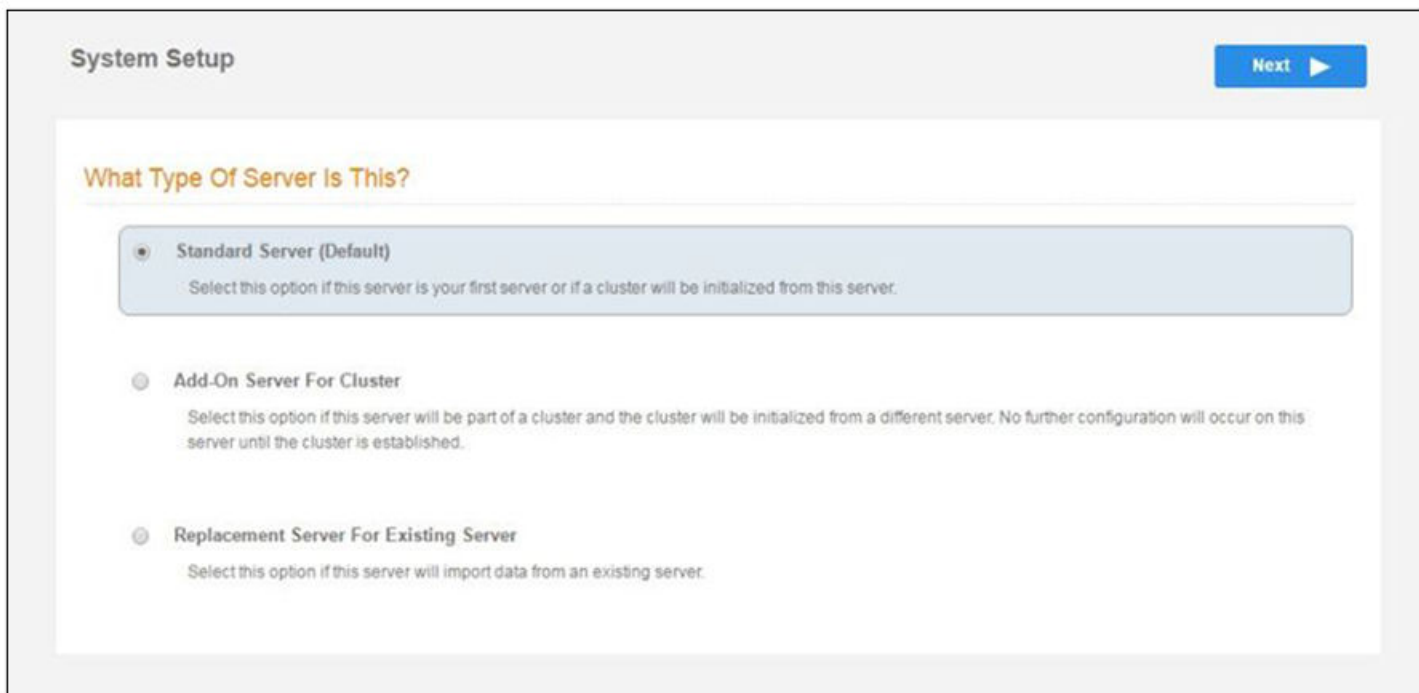 System Setup
Next
What Type Of Server Is This?
Standard Server (Default)
Select this option if this server is your first server or if a cluster will be initialized from this server.
Add-On Server For Cluster
Select this option if this server will be part of a cluster and the cluster will be initialized from a different server. No further configuration will occur on this
server until the cluster is established.
Replacement Server For Existing Server
Select this option if this server will import data from an existing server.